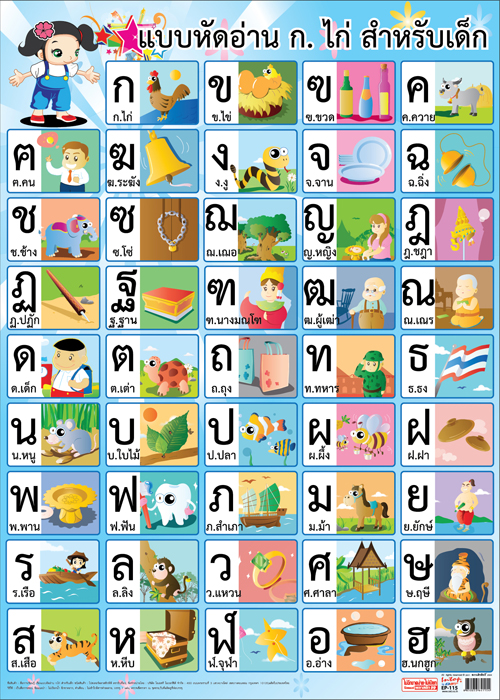 แบบหัดอ่าน ก. ไก่ สำหรับเด็ก
ก ข ฃ ค
ก.ไก่ ข.ไข่ ฃ.ขวด ค.ควาย
ฅ ฆ ง จ ฉ
ฅ.คน ฆ.ระฆัง ง.งู จ.จาน ฉ.ฉิ่ง
ช ซ ฌ ญ ฎ
ช.ช้าง ซ.โซ่ ฌ.เฌอ ญ.หญิง ฎ.ชฎา
ฏ ฐ ฑ ฒ ณ
ฏ.ปฏัก ฐ.ฐาน ฑ.นางมณโฑ ฒ.ผู้เฒ่า ณ.เณร
ด ต ถ ท ธ
ด.เด็ก ต.เต่า ถ.ถุง ท.ทหาร ธ.ธง
น บ ป ผ ฝ
น.หนู บ.ใบไม้ ป.ปลา ผ.ผึ้ง ฝ.ฝา
พ ฟ ภ ม ย
พ.พาน ฟ.ฟัน ภ.สำเภา ม.ม้า ย.ยักษ์
ร ล ว ศ ษ
ร.เรือ ล.ลิง ว.แหวน ศ.ศาลา ษ.ฤษี
ส ห ฬ อ ฮ
ส.เสือ ห.หีบ ฬ.จุฬา อ.อ่าง ฮ.นกฮูก
EP-115